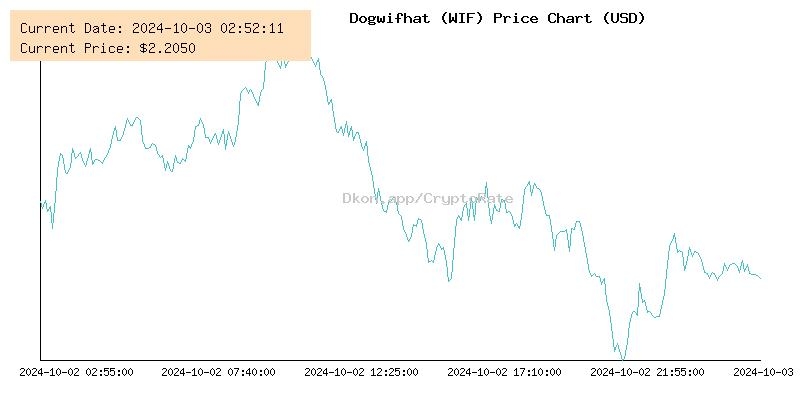 Dogwifhat (WIF) Price Chart (USD)
Current Date: 2024-10-03 02:52:11
Current Price: $2.2050
Dkon.app/CryptoRate
2024-10-02 02:55:00 2024-10-02 07:40:00 2024-10-02 12:25:00 2024-10-02 17:10:00 2024-10-02 21:55:00 2024-10-03